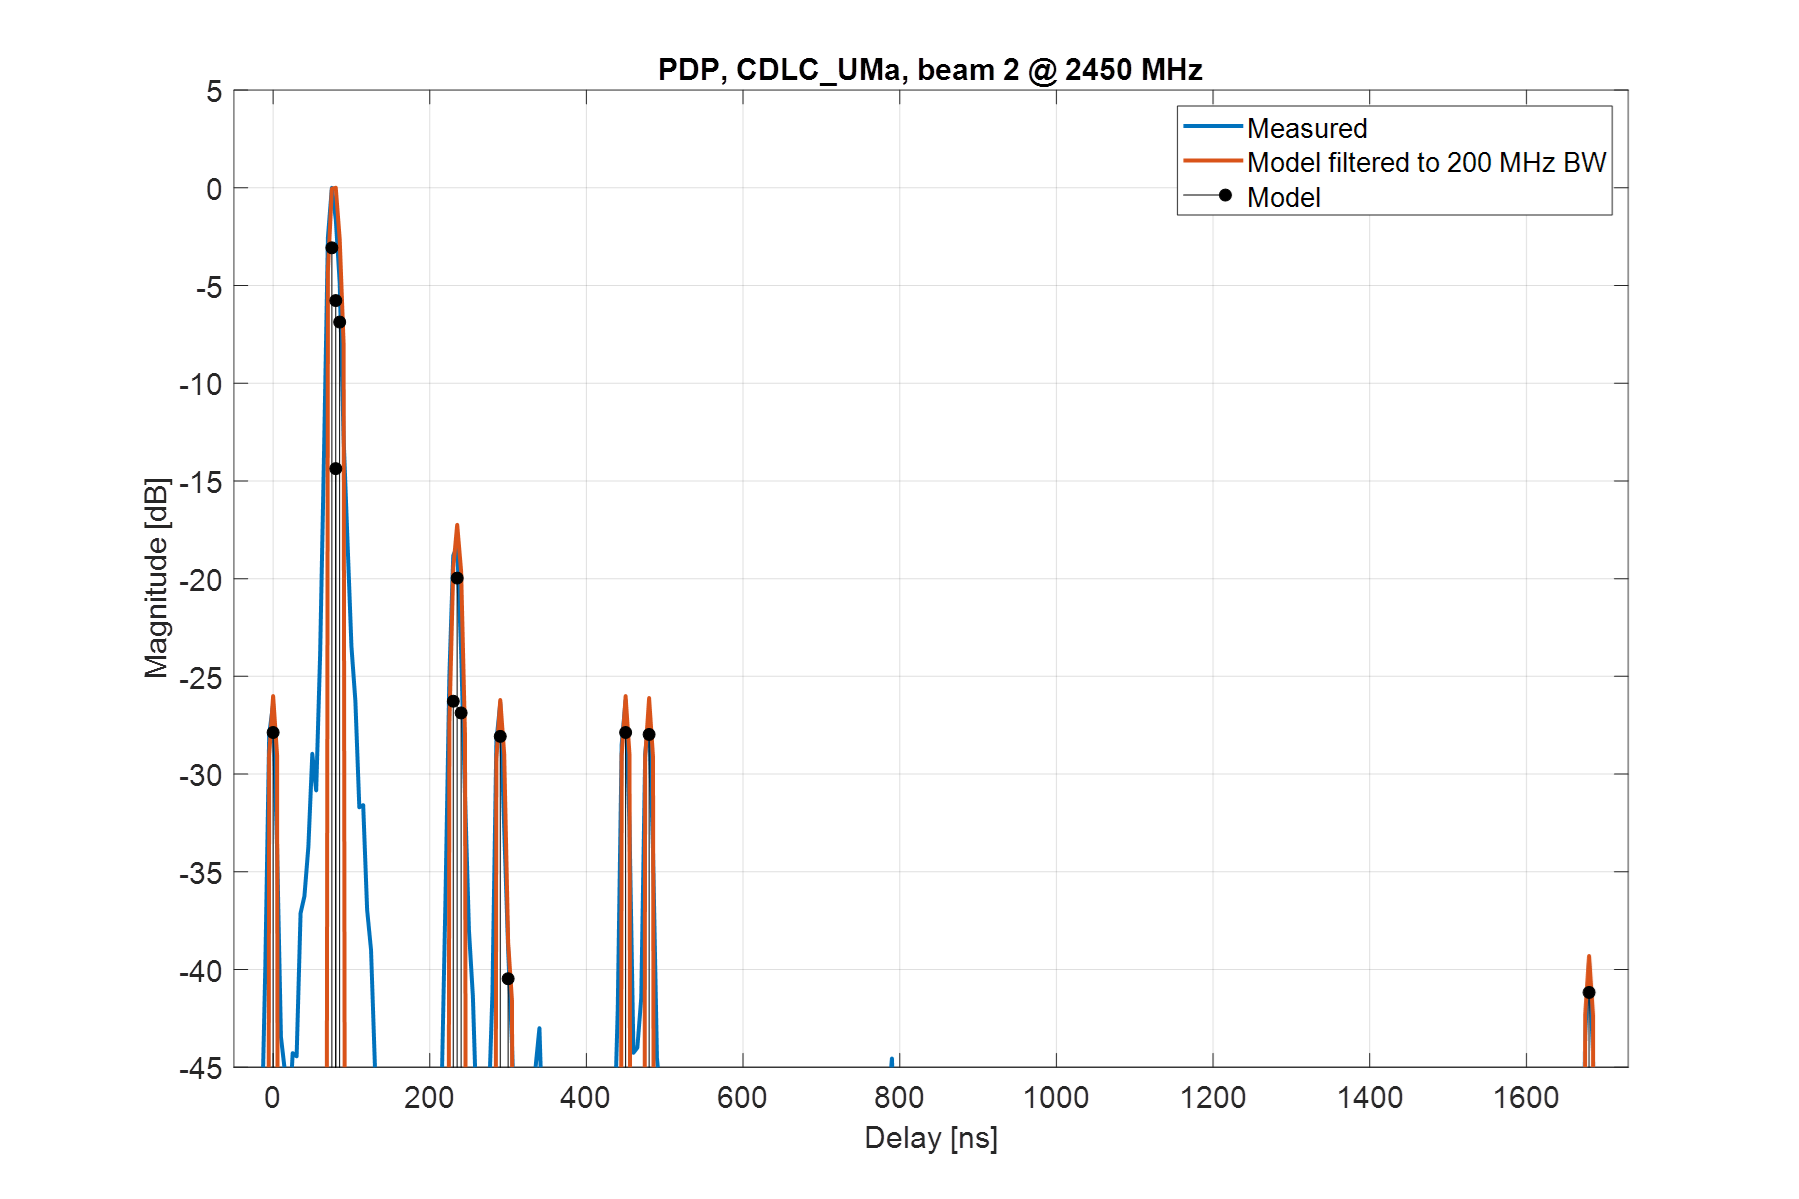 PDP, CDLC_UMa, beam 2 @ 2450 MHz
Measured
Model filtered to 200 MHz BW
Model
5
0
-5
-10
-15
-20
-25
-30
-35
-40
-45
Magnitude [dB]
0 200 400 600 800 1000 1200 1400 1600
Delay [ns]